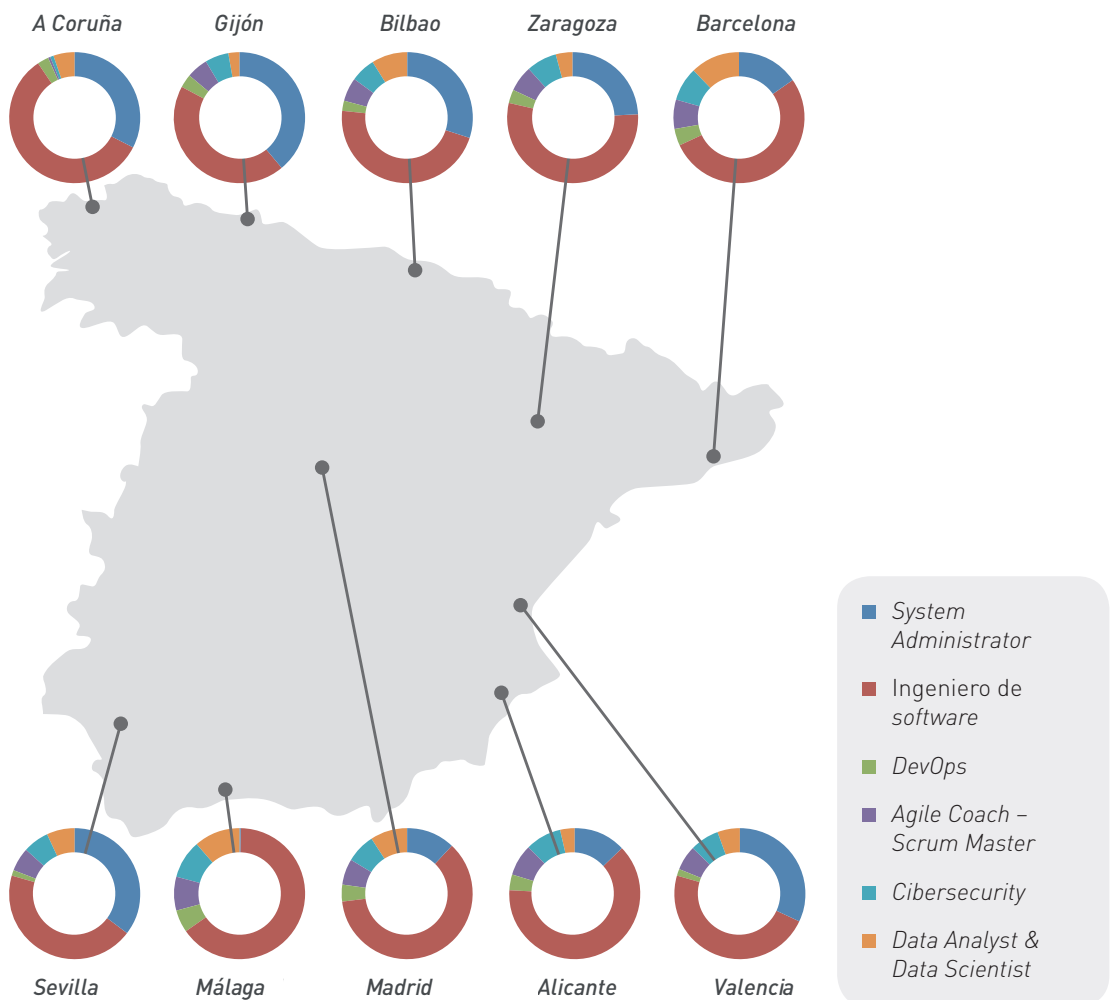 A Coruña
Gijón
Bilbao
Zaragoza
Barcelona
System
Administrator
Ingeniero de
software
DevOps
Agile Coach –
Scrum Master
Cibersecurity
Data Analyst &
Data Scientist
Sevilla
Málaga
Madrid
Alicante
Valencia